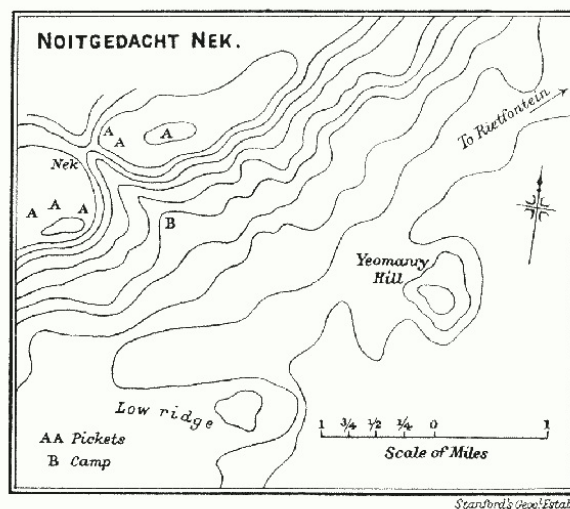 NOITGEDACHT NEK.
To Rietfontein
A
A
A
Nek
A A A
B
Yeomanry
Hill
Low ridge
AA Pickets
B Camp
1 3/4 1/2 1/4 0 1
Scale of Miles
Stanford's Geogl Estab